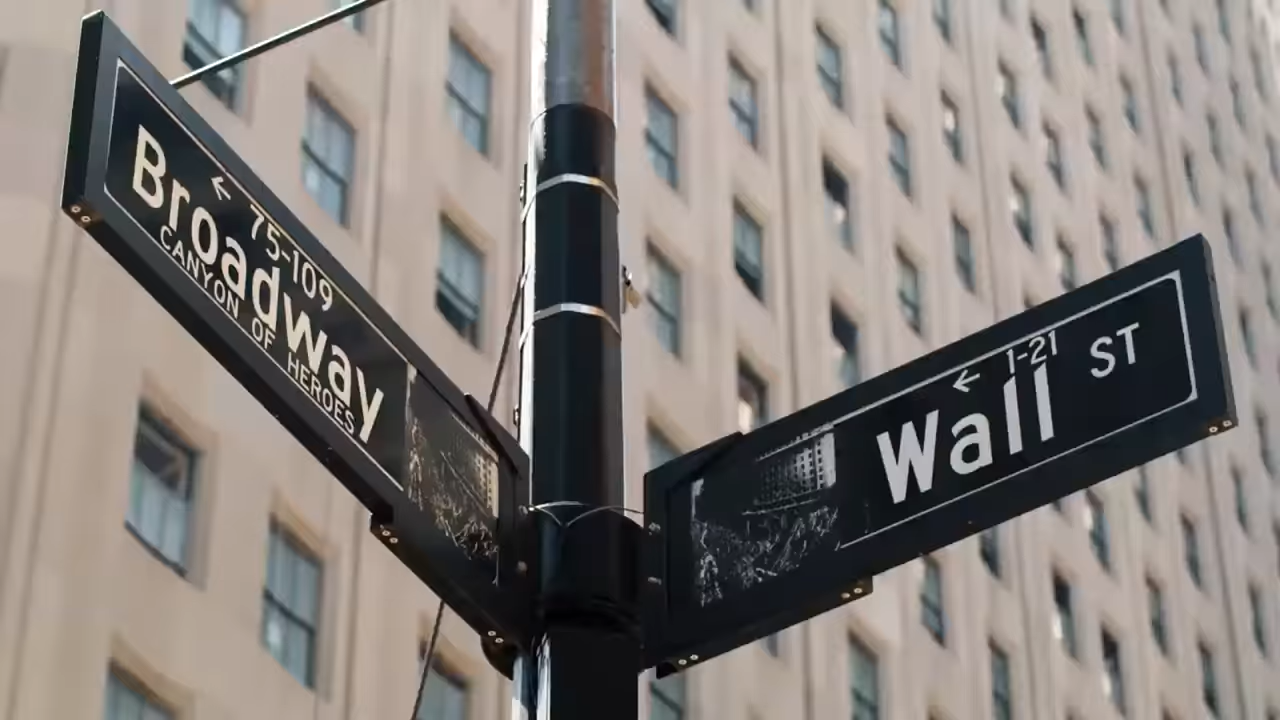 ← 75-109
Broadway
CANYON OF HEROES
← 1-21
Wall ST